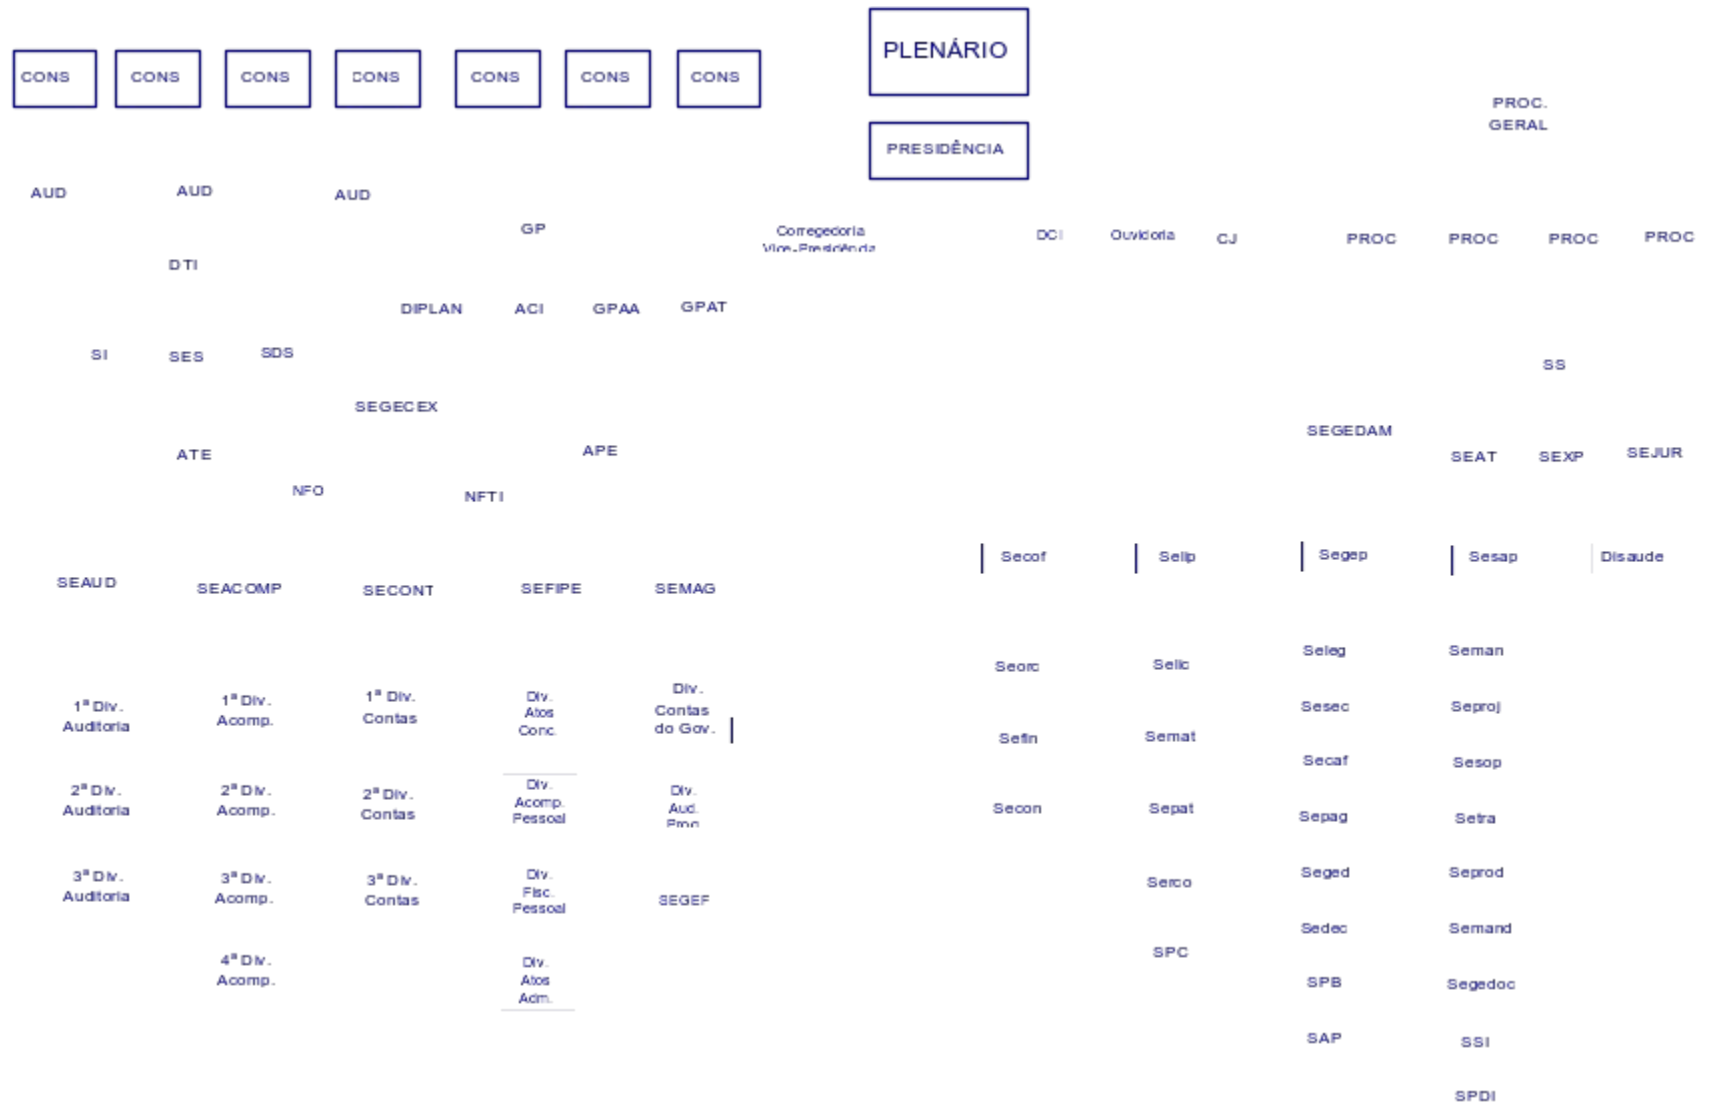 PLENÁRIO
CONS CONS CONS CONS CONS CONS CONS
PROC.
GERAL
PRESIDÊNCIA
AUD AUD AUD
GP
Corregedoria
Vice-Presidência
DCI Ouvidoria CJ PROC PROC PROC PROC
DTI
DIPLAN ACI GPAA GPAT
SI SES SDS
SS
SEGECEX
SEGEDAM
ATE APE
SEAT SEXP SEJUR
NFO NFTI
Secof Selip Segep Sesap Disaude
SEAUD SEACOMP SECONT SEFIPE SEMAG
1ª Div.
Auditoria
1ª Div.
Acomp.
1ª Div.
Contas
Div.
Atos
Conc.
Div.
Contas
do Gov.
2ª Div.
Auditoria
2ª Div.
Acomp.
2ª Div.
Contas
Div.
Acomp.
Pessoal
Div.
Aud.
Prog.
3ª Div.
Auditoria
3ª Div.
Acomp.
3ª Div.
Contas
Div.
Fisc.
Pessoal
SEGEF
4ª Div.
Acomp.
Div.
Atos
Adm.
Seorc
Sefin
Secon
Selic
Semat
Sepat
Serco
SPC
Seleg
Sesec
Secaf
Sepag
Seged
Sedec
SPB
SAP
Seman
Seproj
Sesop
Setra
Seprod
Semand
Segedoc
SSI
SPDI